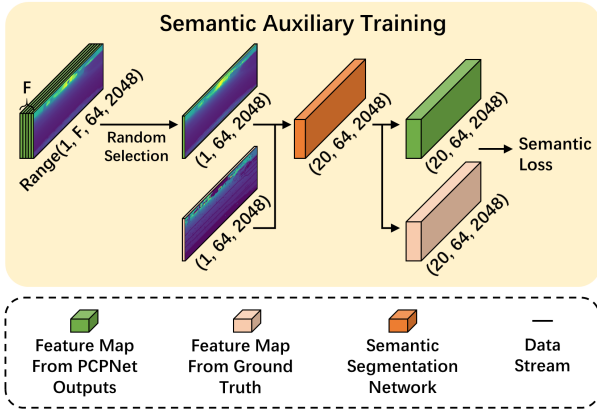 Semantic Auxiliary Training
F
Range(1, F, 64, 2048)
Random
Selection
(1, 64, 2048)
(1, 64, 2048)
(20, 64, 2048)
(20, 64, 2048)
(20, 64, 2048)
Semantic
Loss
Feature Map
From PCPNet
Outputs
Feature Map
From Ground
Truth
Semantic
Segmentation
Network
Data
Stream